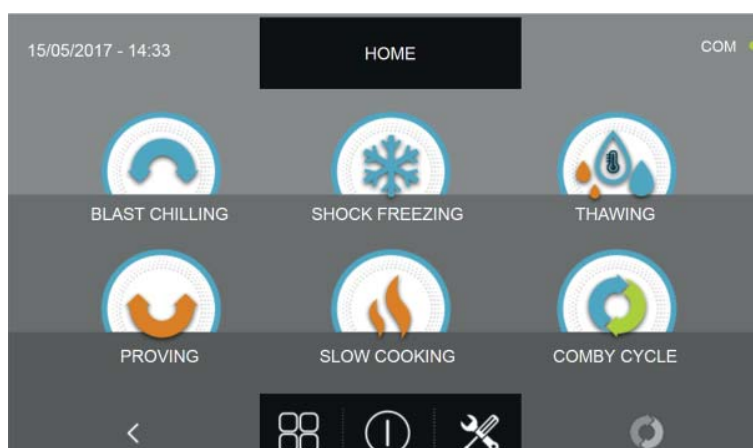 15/05/2017 - 14:33 HOME COM
BLAST CHILLING SHOCK FREEZING THAWING
PROVING SLOW COOKING COMBY CYCLE